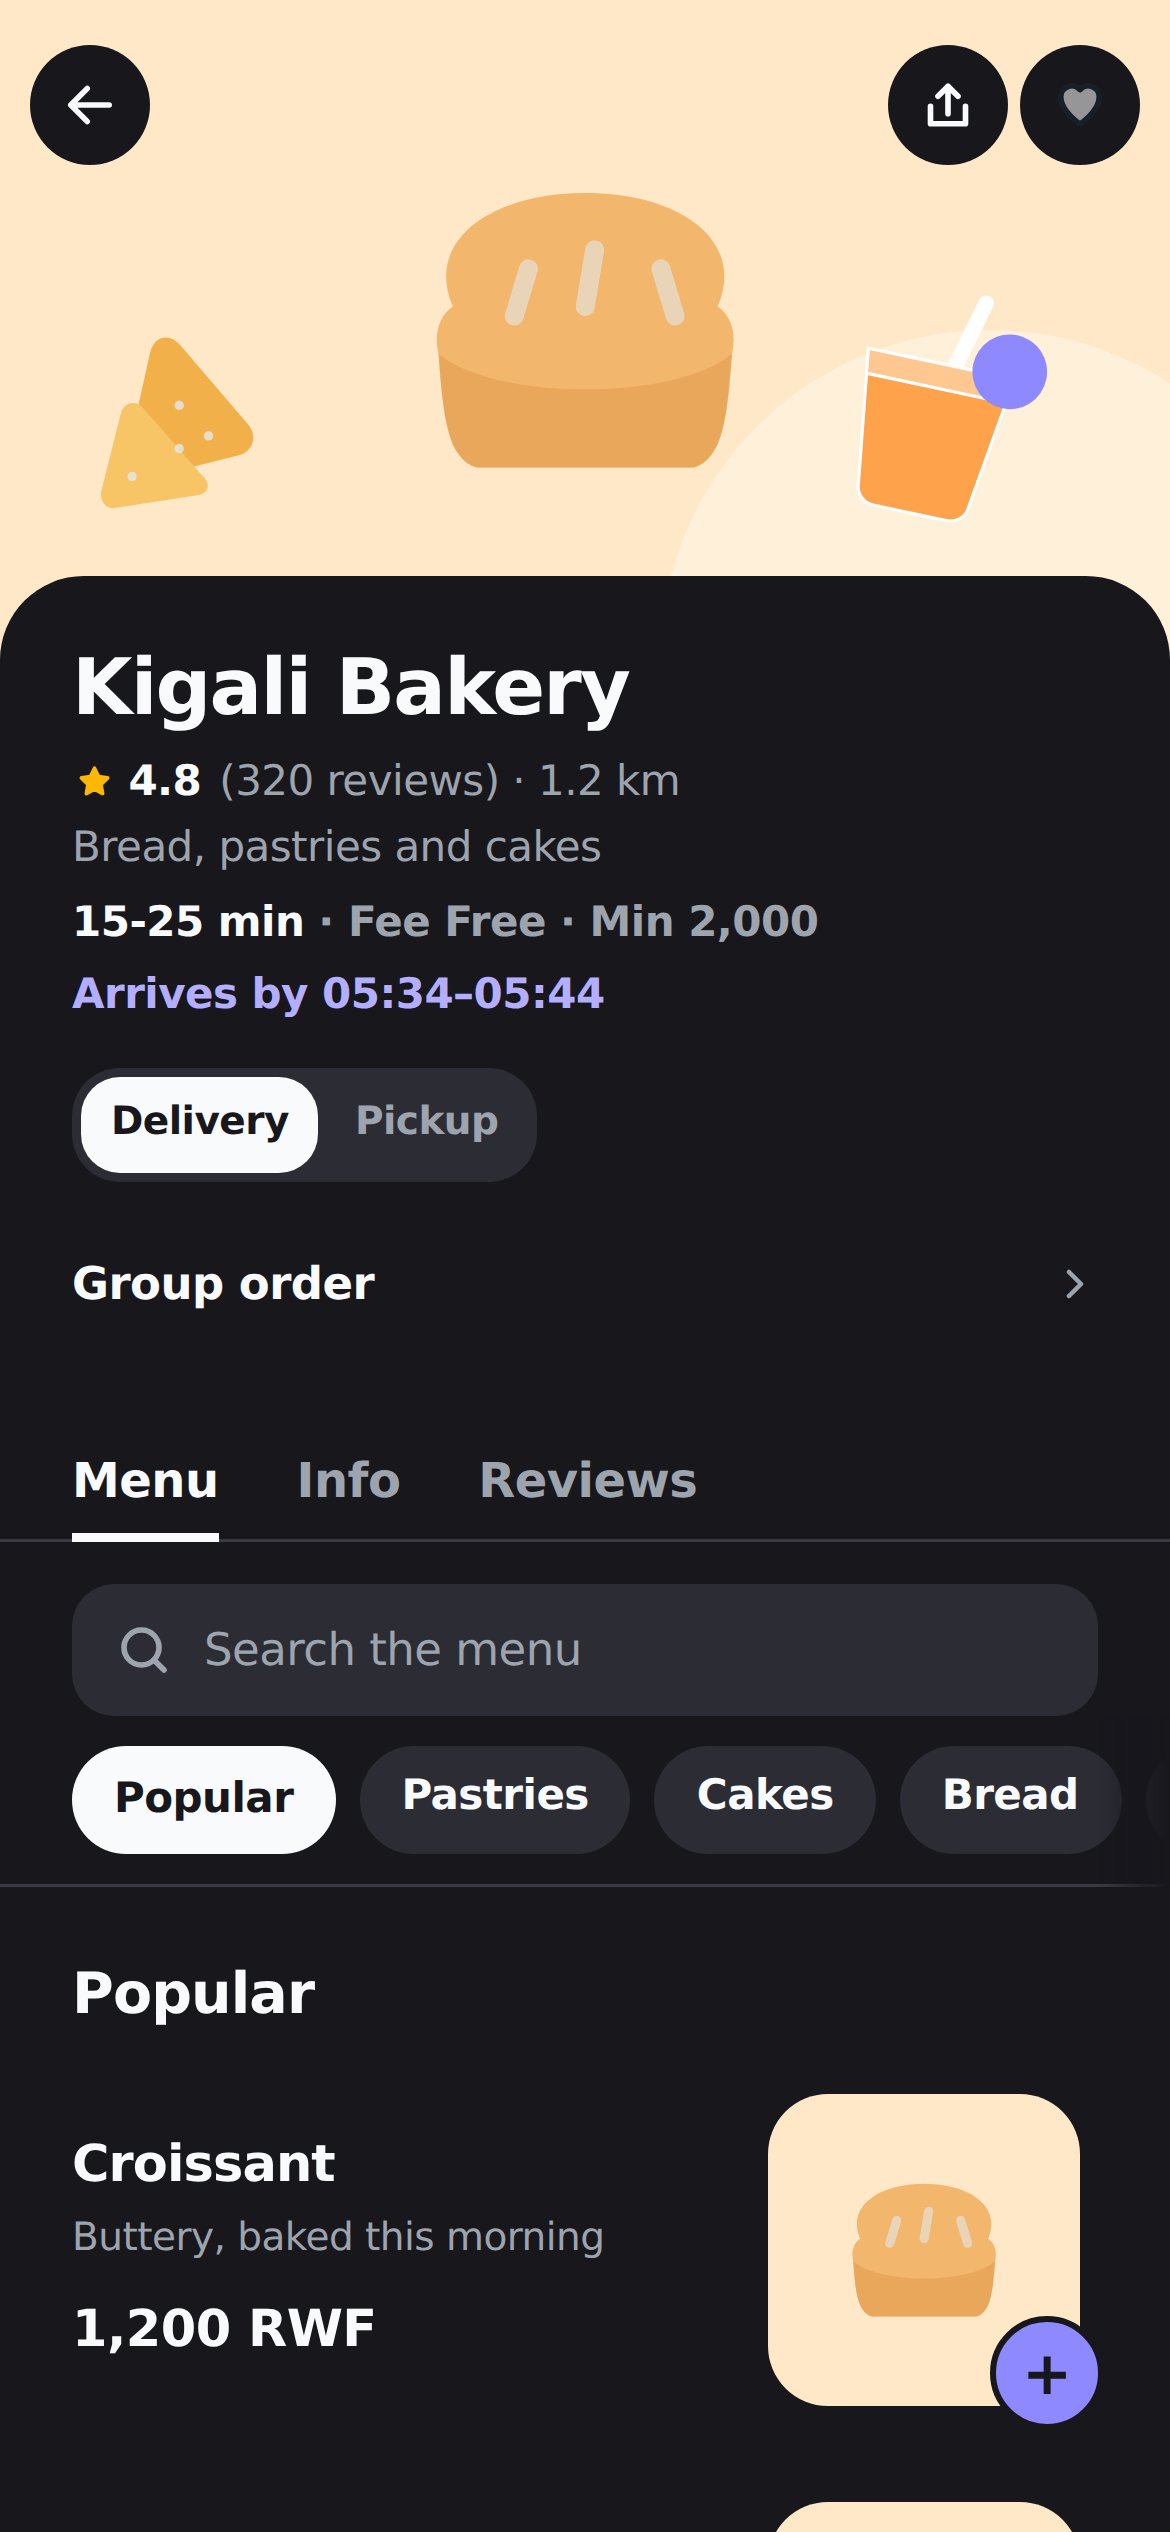 Kigali Bakery
4.8 (320 reviews) · 1.2 km
Bread, pastries and cakes
15-25 min · Fee Free · Min 2,000
Arrives by 05:34–05:44
Delivery Pickup
Group order
Menu Info Reviews
Search the menu
Popular Pastries Cakes Bread
Popular
Croissant
Buttery, baked this morning
1,200 RWF